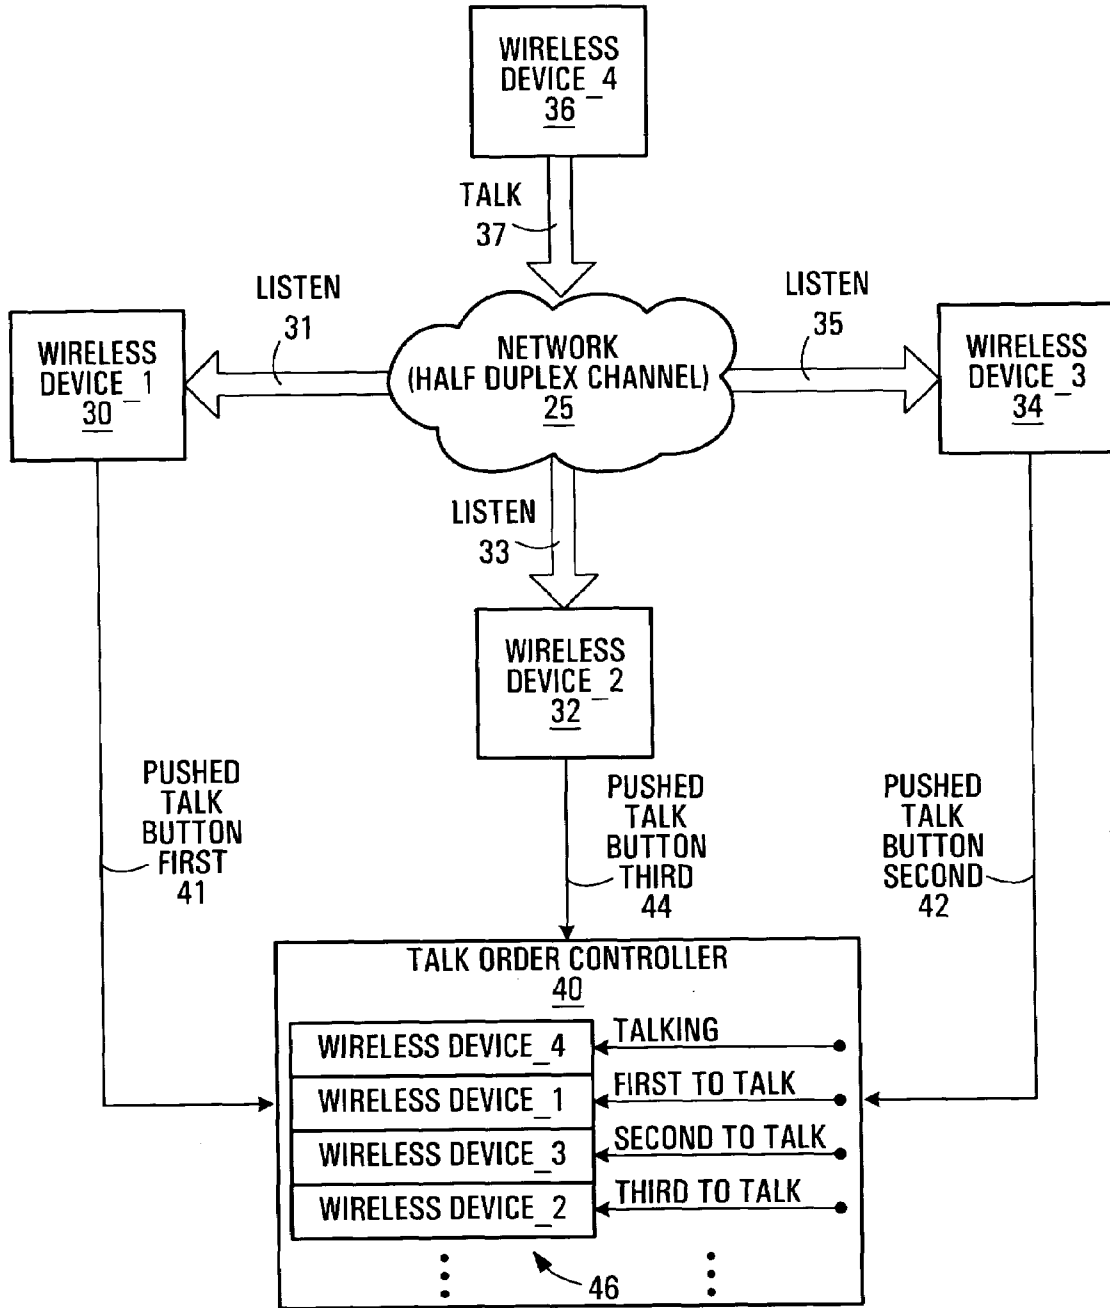 WIRELESS
DEVICE_4
36
TALK
37
LISTEN
31
LISTEN
35
WIRELESS
DEVICE_1
30
NETWORK
(HALF DUPLEX CHANNEL)
25
WIRELESS
DEVICE_3
34
LISTEN
33
WIRELESS
DEVICE_2
32
PUSHED
TALK
BUTTON
FIRST
41
PUSHED
TALK
BUTTON
THIRD
44
PUSHED
TALK
BUTTON
SECOND
42
TALK ORDER CONTROLLER
40
WIRELESS DEVICE_4
TALKING
WIRELESS DEVICE_1
FIRST TO TALK
WIRELESS DEVICE_3
SECOND TO TALK
WIRELESS DEVICE_2
THIRD TO TALK
46